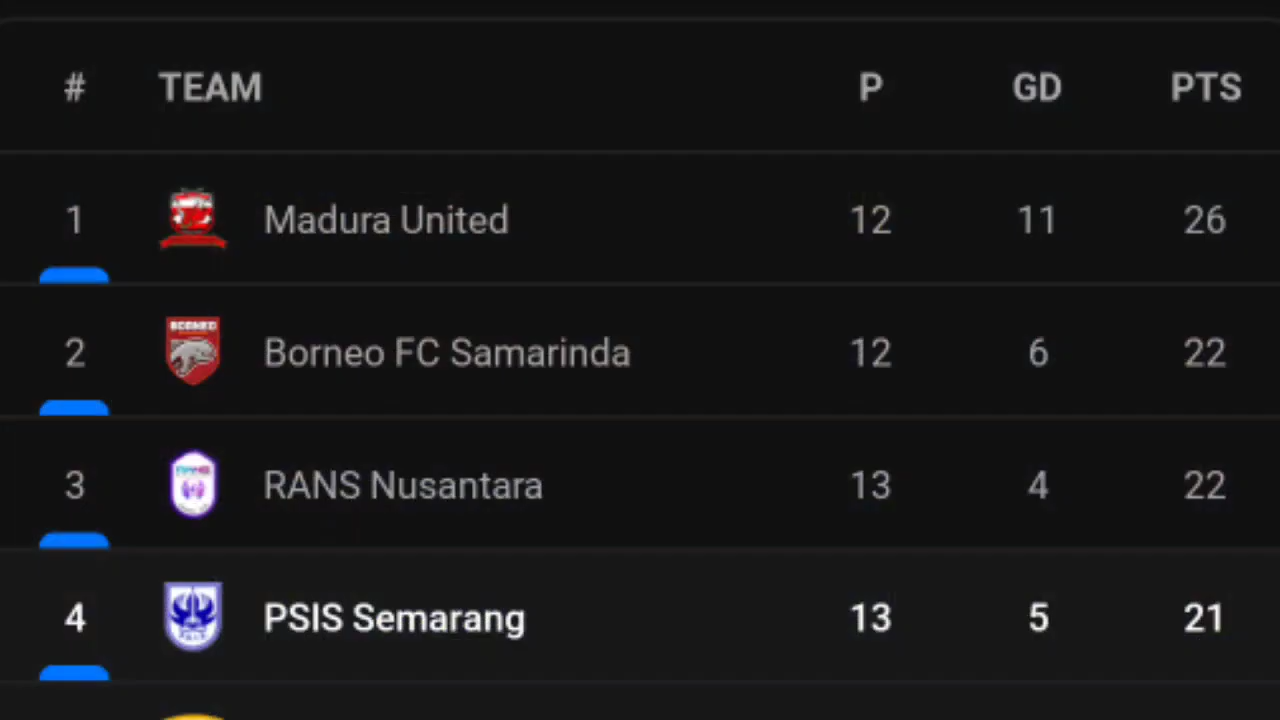 # TEAM P GD PTS
1 Madura United 12 11 26
BORNEO
2 Borneo FC Samarinda 12 6 22
3 RANS Nusantara 13 4 22
4 PSIS Semarang 13 5 21